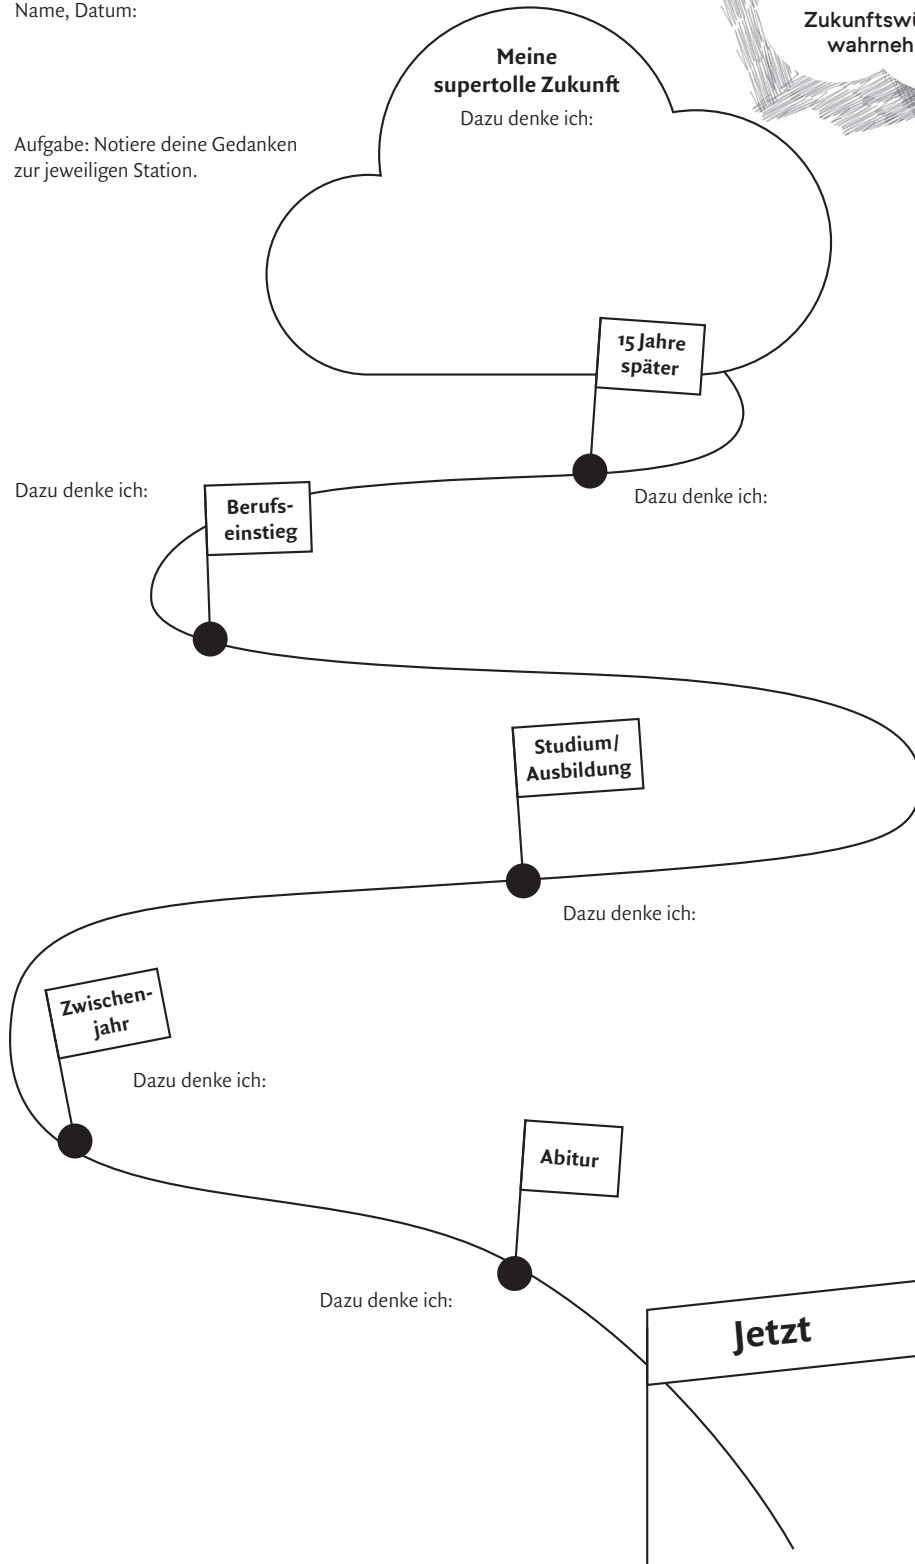 Name, Datum:
Zukunftswü
wahrneh
Meine
supertolle Zukunft
Dazu denke ich:
Aufgabe: Notiere deine Gedanken
zur jeweiligen Station.
15 Jahre
später
Dazu denke ich:
Berufs-
einstieg
Dazu denke ich:
Studium/
Ausbildung
Dazu denke ich:
Zwischen-
jahr
Dazu denke ich:
Abitur
Dazu denke ich:
Jetzt